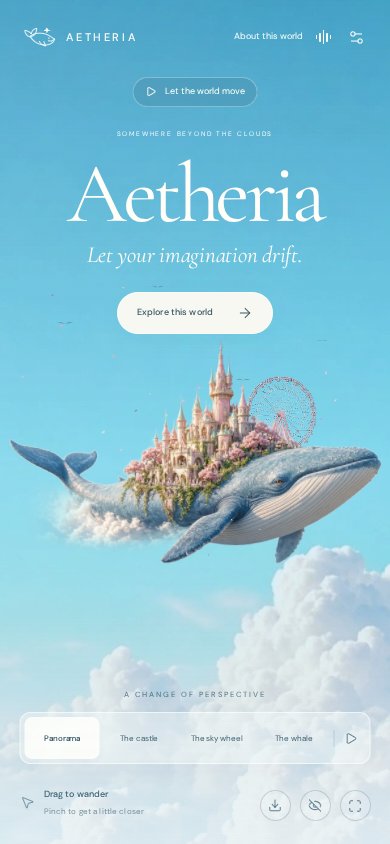 AETHERIA
About this world
Let the world move
SOMEWHERE BEYOND THE CLOUDS
Aetheria
Let your imagination drift.
Explore this world
A CHANGE OF PERSPECTIVE
Panorama
The castle
The sky wheel
The whale
Drag to wander
Pinch to get a little closer